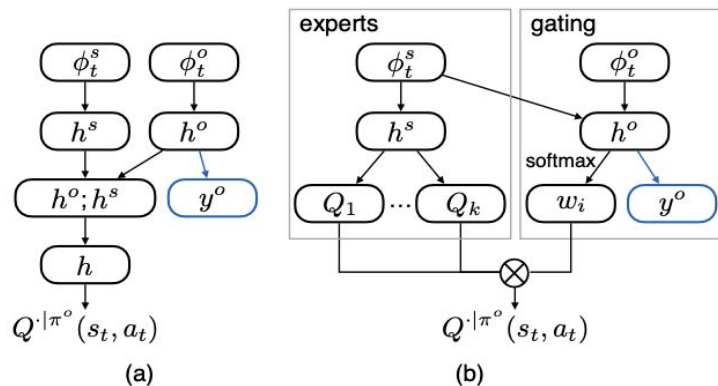 experts gating
ϕ_t^s ϕ_t^o ϕ_t^s ϕ_t^o
h^s h^o h^s h^o
softmax
h^o;h^s y^o Q_1 ... Q_k w_i y^o
h
Q^{·|π^o}(s_t, a_t) Q^{·|π^o}(s_t, a_t)
(a) (b)